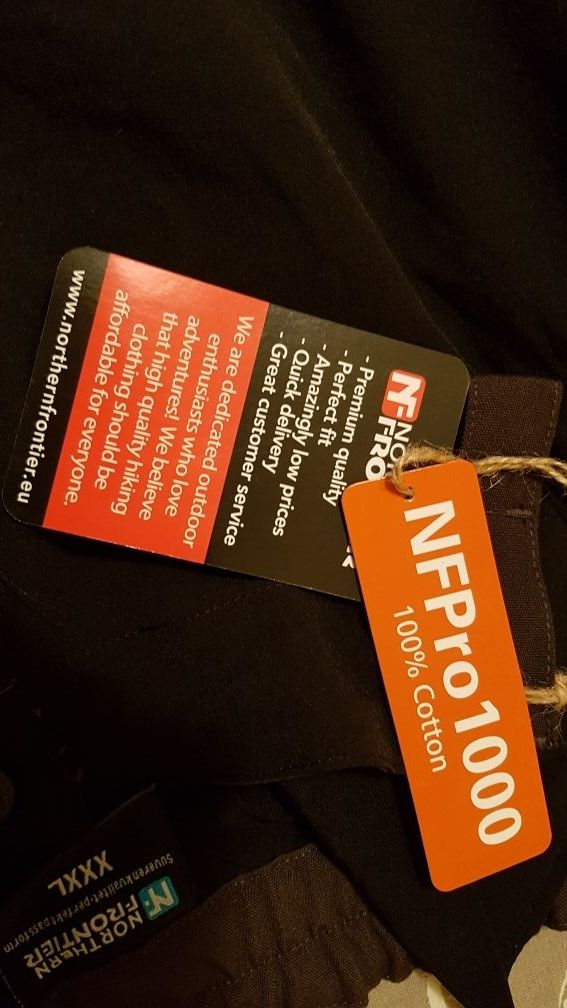 NF
- Premium quality
- Perfect fit
- Amazingly low prices
- Quick delivery
- Great customer service
We are dedicated outdoor
enthusiasts who love
adventures! We believe
that high quality hiking
clothing should be
affordable for everyone.
www.northernfrontier.eu
NFPro1000
100% Cotton
NF NORTHERN
FRONTIER
suverenkvalitet-perfektpassform
XXXL